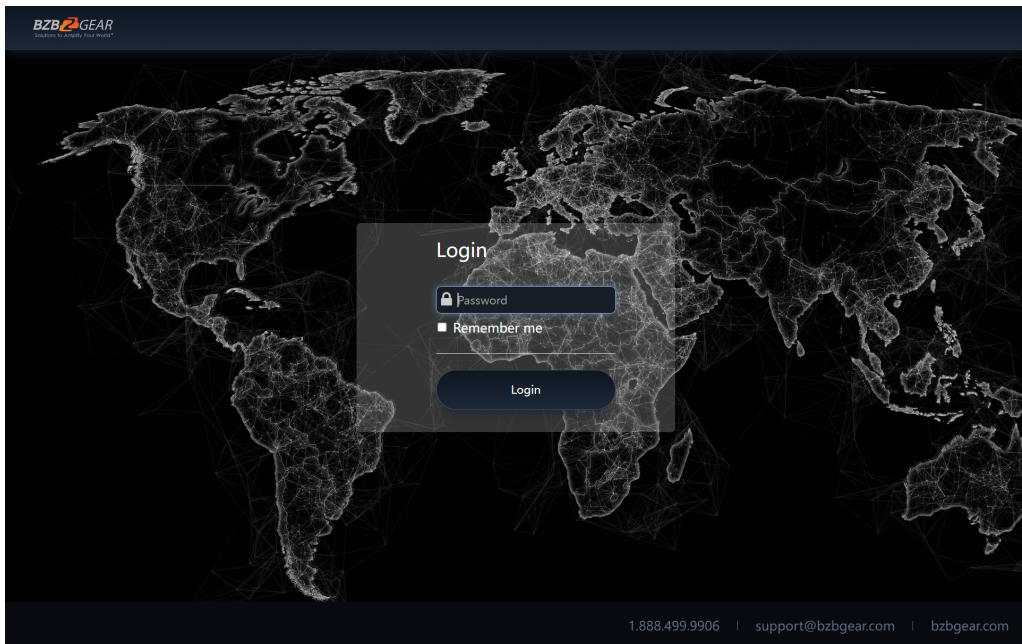 BZBGEAR
Solutions to Amplify Your World™
Login
Password
Remember me
Login
1.888.499.9906 | support@bzbgear.com | bzbgear.com